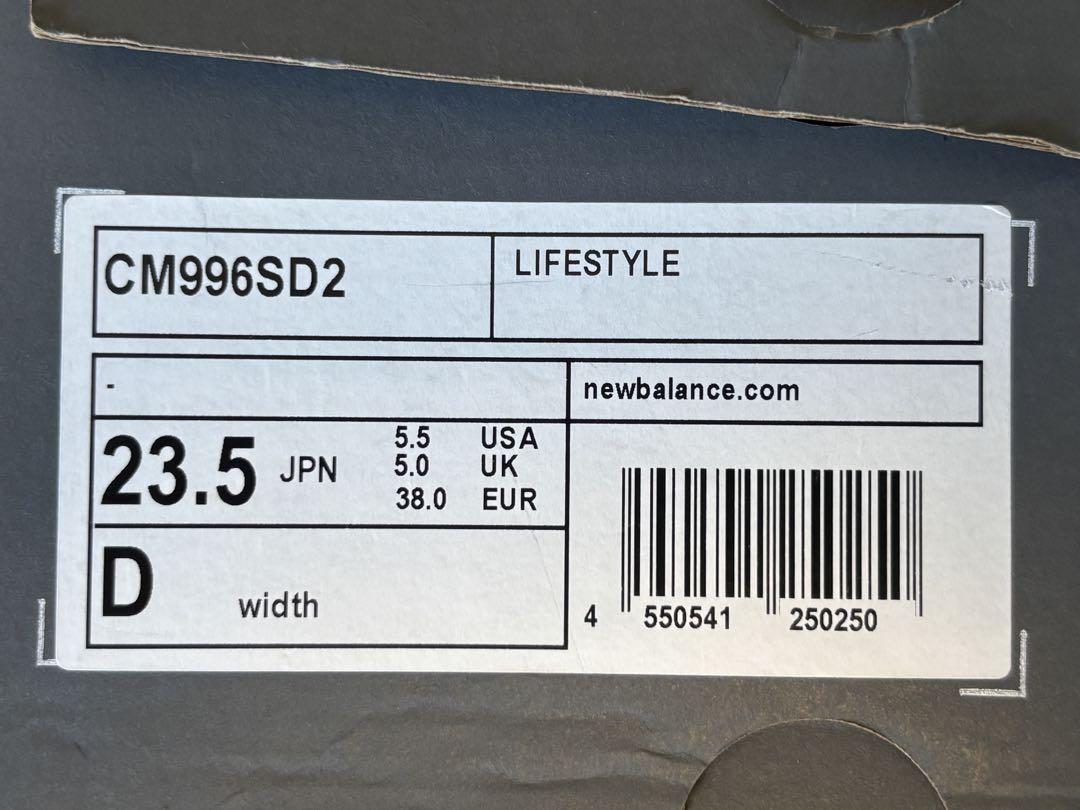 CM996SD2
LIFESTYLE
-
newbalance.com
23.5 JPN
5.5 USA
5.0 UK
38.0 EUR
D width
4 550541 250250